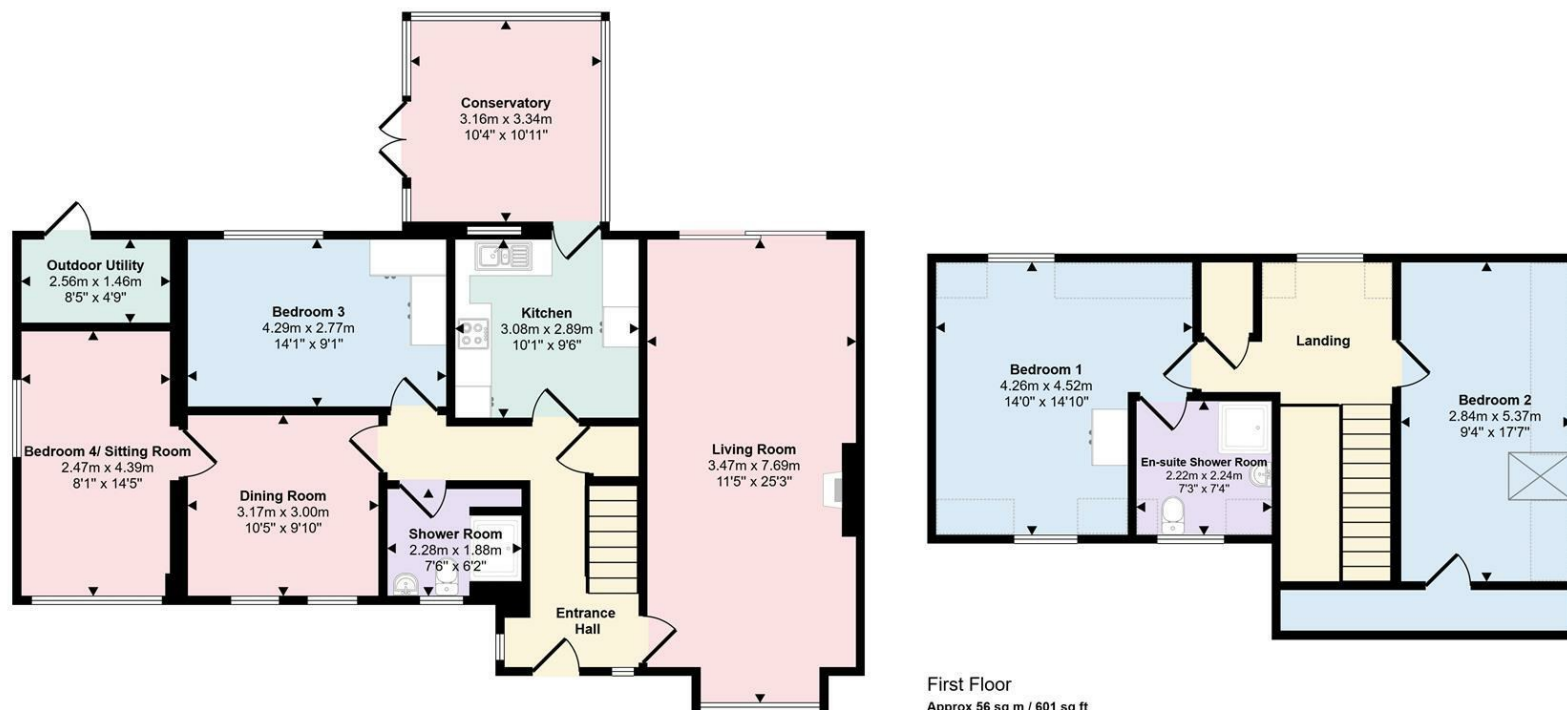 Conservatory
3.16m x 3.34m
10'4" x 10'11"
Outdoor Utility
2.56m x 1.46m
8'5" x 4'9"
Bedroom 3
4.29m x 2.77m
14'1" x 9'1"
Kitchen
3.08m x 2.89m
10'1" x 9'6"
Bedroom 4/ Sitting Room
2.47m x 4.39m
8'1" x 14'5"
Dining Room
3.17m x 3.00m
10'5" x 9'10"
Shower Room
2.28m x 1.88m
7'6" x 6'2"
Living Room
3.47m x 7.69m
11'5" x 25'3"
Entrance
Hall
Bedroom 1
4.26m x 4.52m
14'0" x 14'10"
Landing
Bedroom 2
2.84m x 5.37m
9'4" x 17'7"
En-suite Shower Room
2.22m x 2.24m
7'3" x 7'4"
First Floor
Approx 56 sq m / 601 sq ft